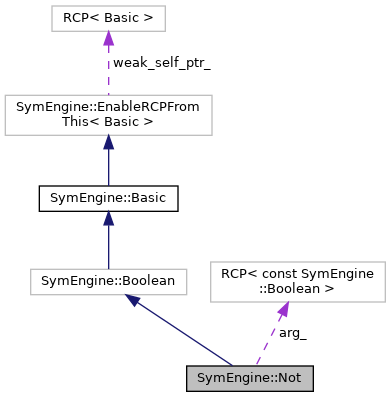 RCP< Basic >
weak_self_ptr_
SymEngine::EnableRCPFrom
This< Basic >
SymEngine::Basic
SymEngine::Boolean
RCP< const SymEngine
::Boolean >
arg_
SymEngine::Not